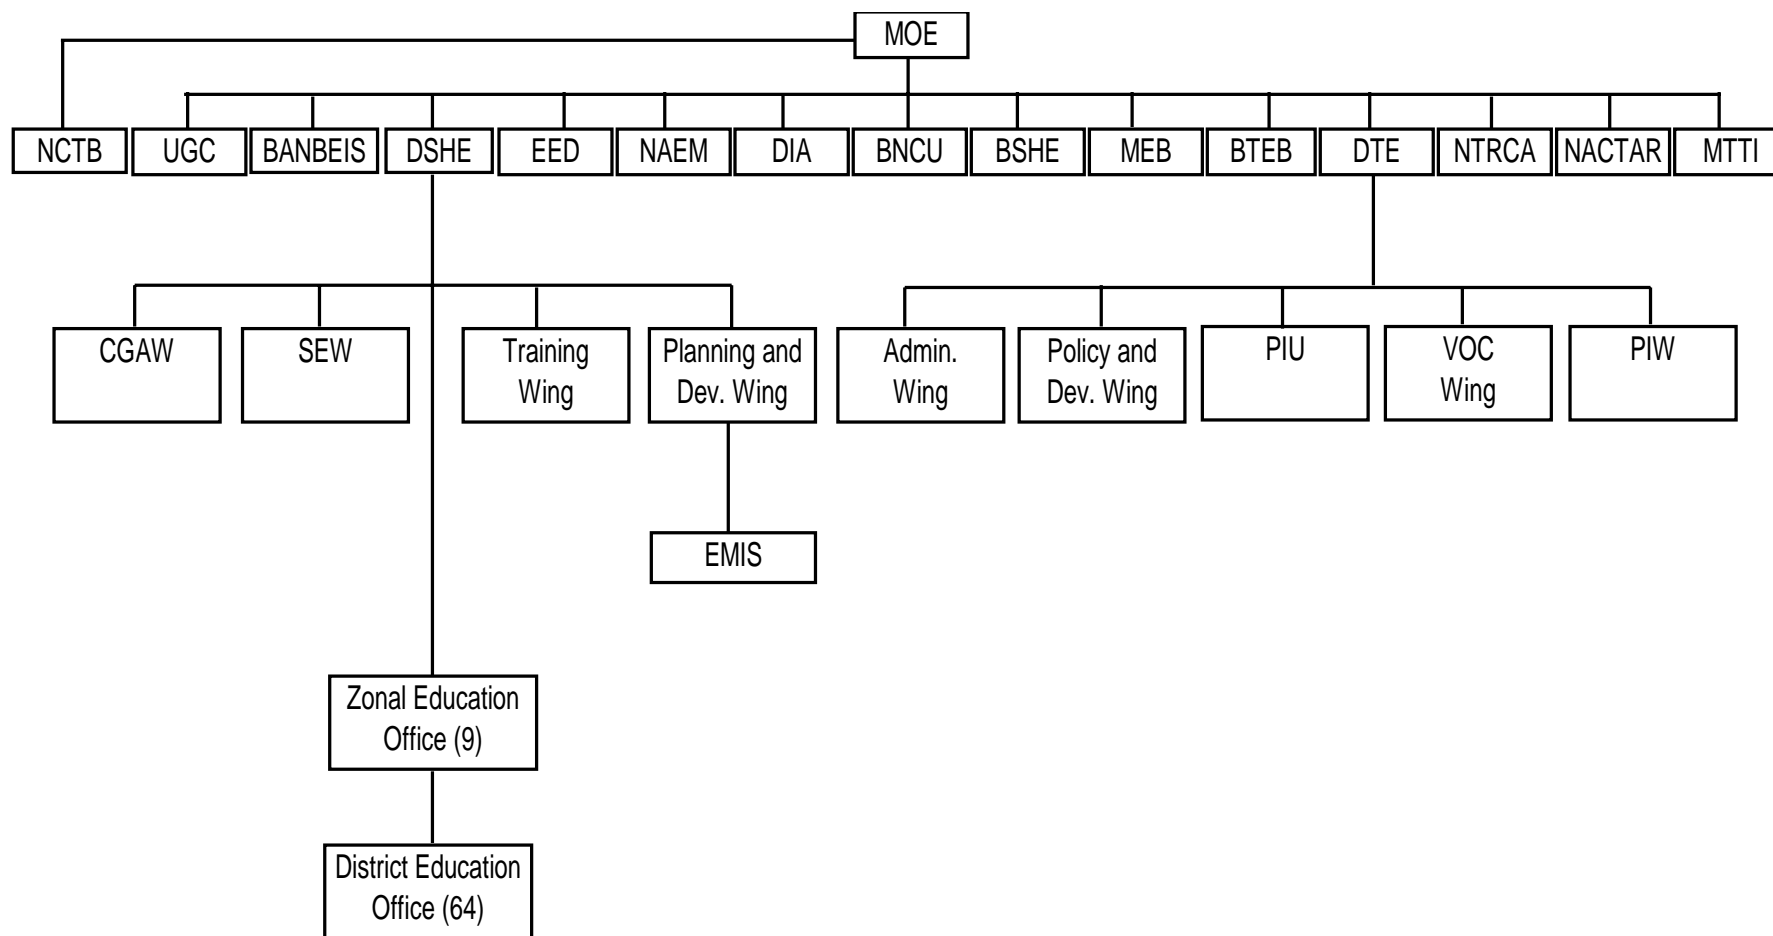 MOE
NCTB
UGC
BANBEIS
DSHE
EED
NAEM
DIA
BNCU
BSHE
MEB
BTEB
DTE
NTRCA
NACTAR
MTTI
CGAW
SEW
Training
Wing
Planning and
Dev. Wing
Admin.
Wing
Policy and
Dev. Wing
PIU
VOC
Wing
PIW
EMIS
Zonal Education
Office (9)
District Education
Office (64)